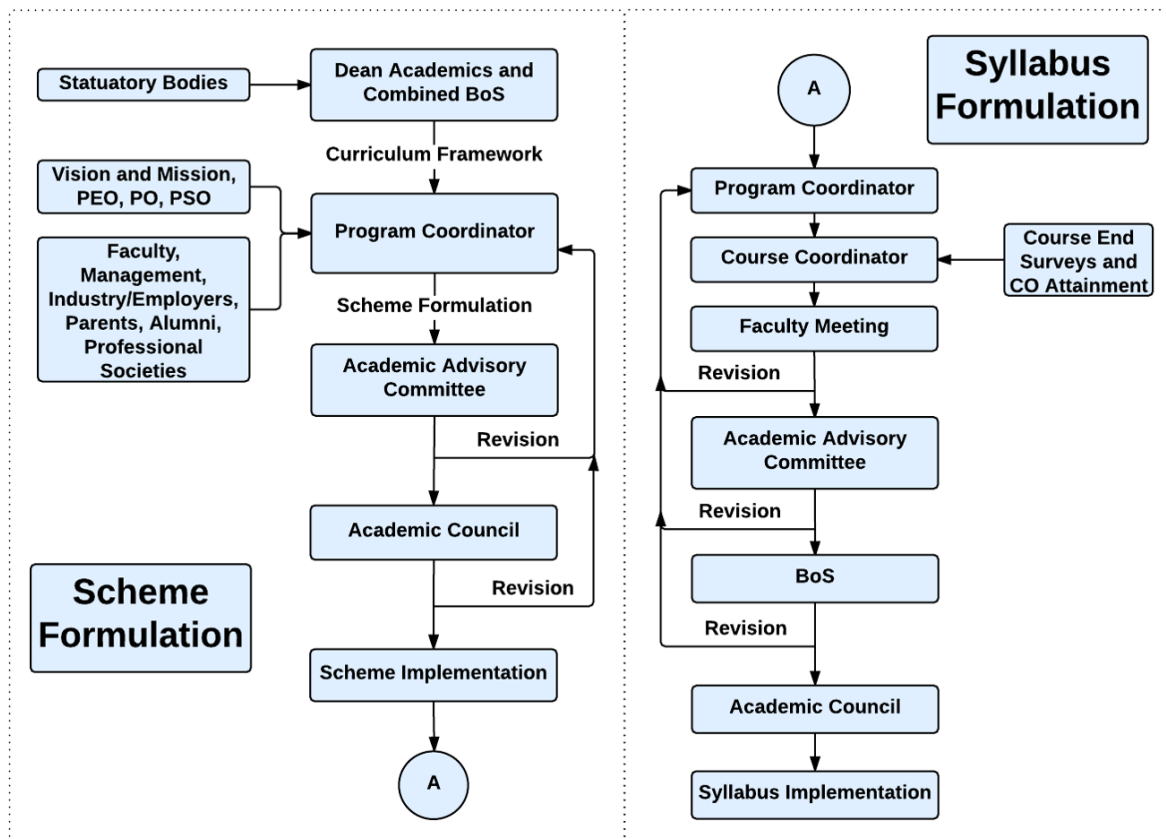 Statuatory Bodies
Dean Academics and
Combined BoS
Curriculum Framework
Vision and Mission,
PEO, PO, PSO
Program Coordinator
Faculty,
Management,
Industry/Employers,
Parents, Alumni,
Professional
Societies
Scheme Formulation
Academic Advisory
Committee
Revision
Academic Council
Revision
Scheme
Formulation
Scheme Implementation
A
Syllabus
Formulation
A
Program Coordinator
Course Coordinator
Course End
Surveys and
CO Attainment
Faculty Meeting
Revision
Academic Advisory
Committee
Revision
BoS
Revision
Academic Council
Syllabus Implementation